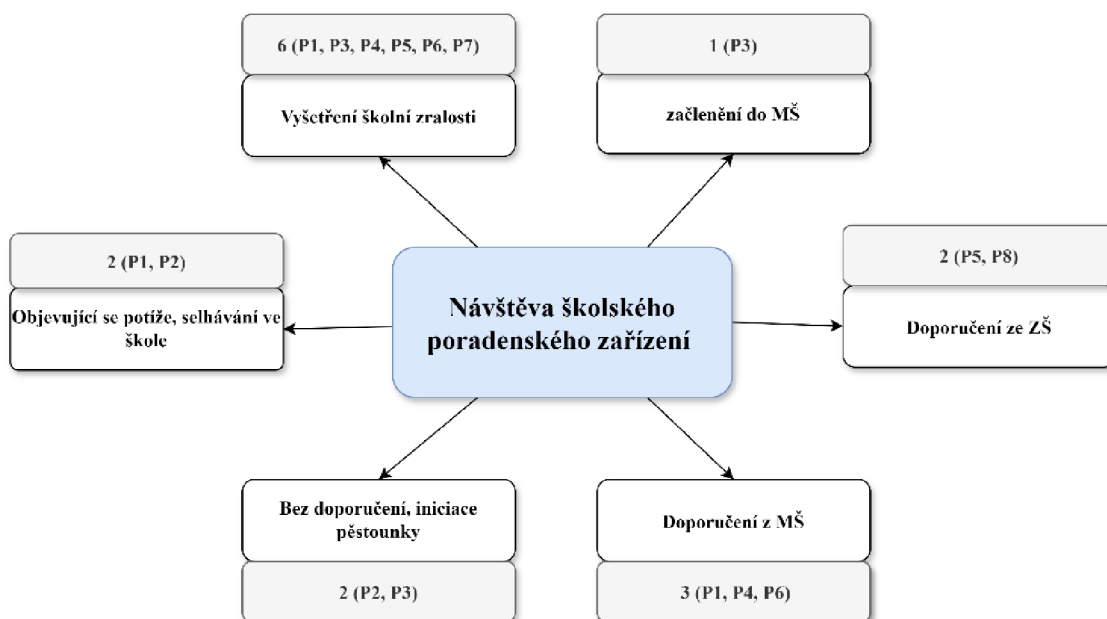 6 (P1, P3, P4, P5, P6, P7)
Vyšetření školní zralosti
1 (P3)
začlenění do MŠ
2 (P1, P2)
Objevující se potíže, selhávání ve
škole
Návštěva školského
poradenského zařízení
2 (P5, P8)
Doporučení ze ZŠ
Bez doporučení, iniciace
pěstounky
2 (P2, P3)
Doporučení z MŠ
3 (P1, P4, P6)